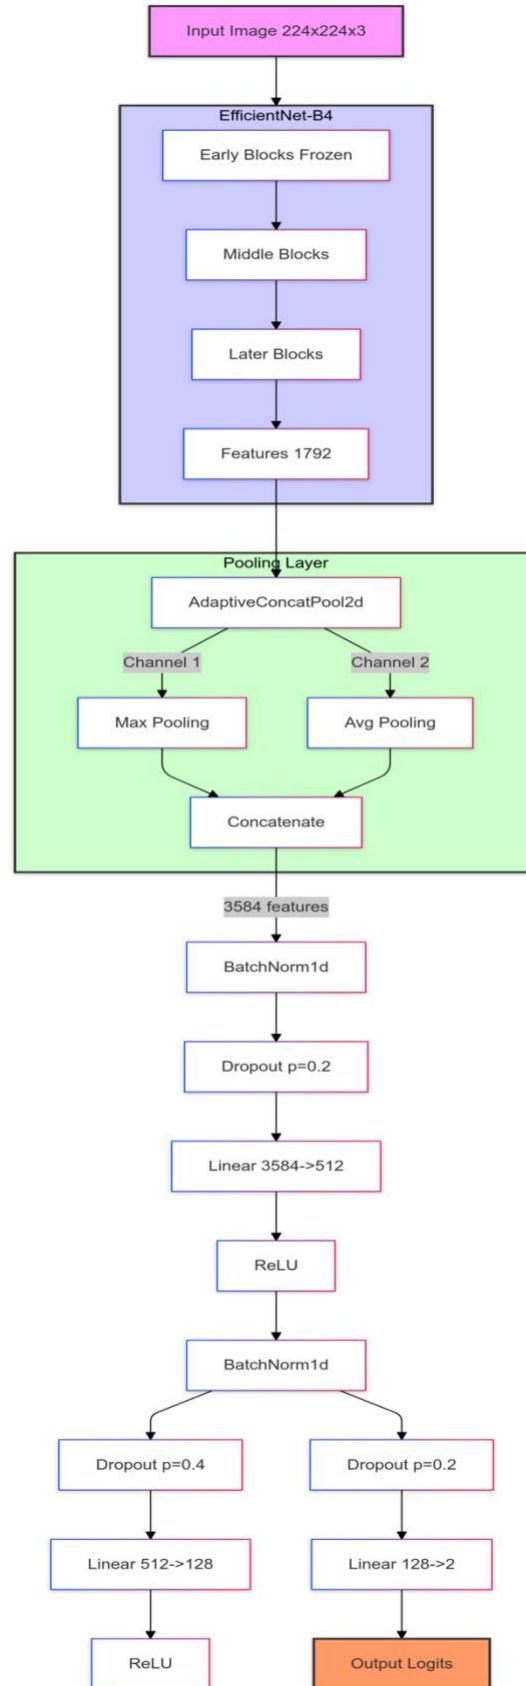 Input Image 224x224x3
EfficientNet-B4
Early Blocks Frozen
Middle Blocks
Later Blocks
Features 1792
Pooling Layer
AdaptiveConcatPool2d
Channel 1
Channel 2
Max Pooling
Avg Pooling
Concatenate
3584 features
BatchNorm1d
Dropout p=0.2
Linear 3584->512
ReLU
BatchNorm1d
Dropout p=0.4
Dropout p=0.2
Linear 512->128
Linear 128->2
ReLU
Output Logits